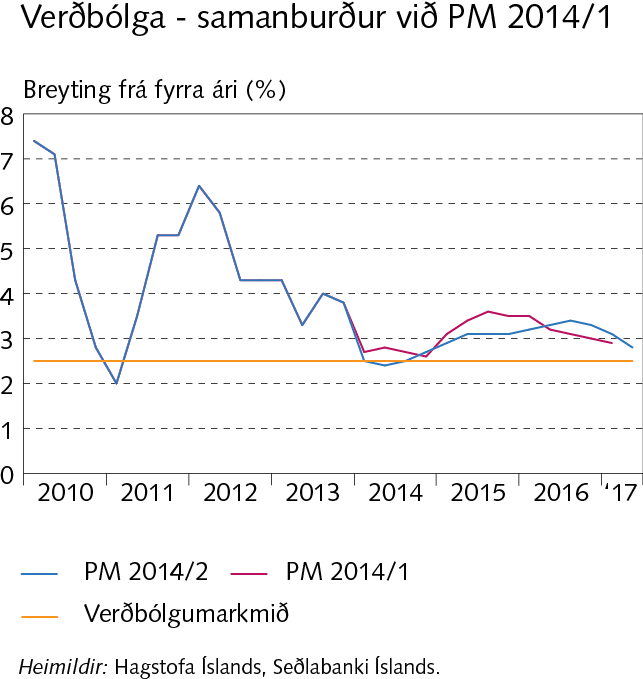 Verðbólga - samanburður við PM 2014/1
Breyting frá fyrra ári (%)
8
7
6
5
4
3
2
1
0
2010 2011 2012 2013 2014 2015 2016 ‘17
PM 2014/2 PM 2014/1
Verðbólgumarkmið
Heimildir: Hagstofa Íslands, Seðlabanki Íslands.